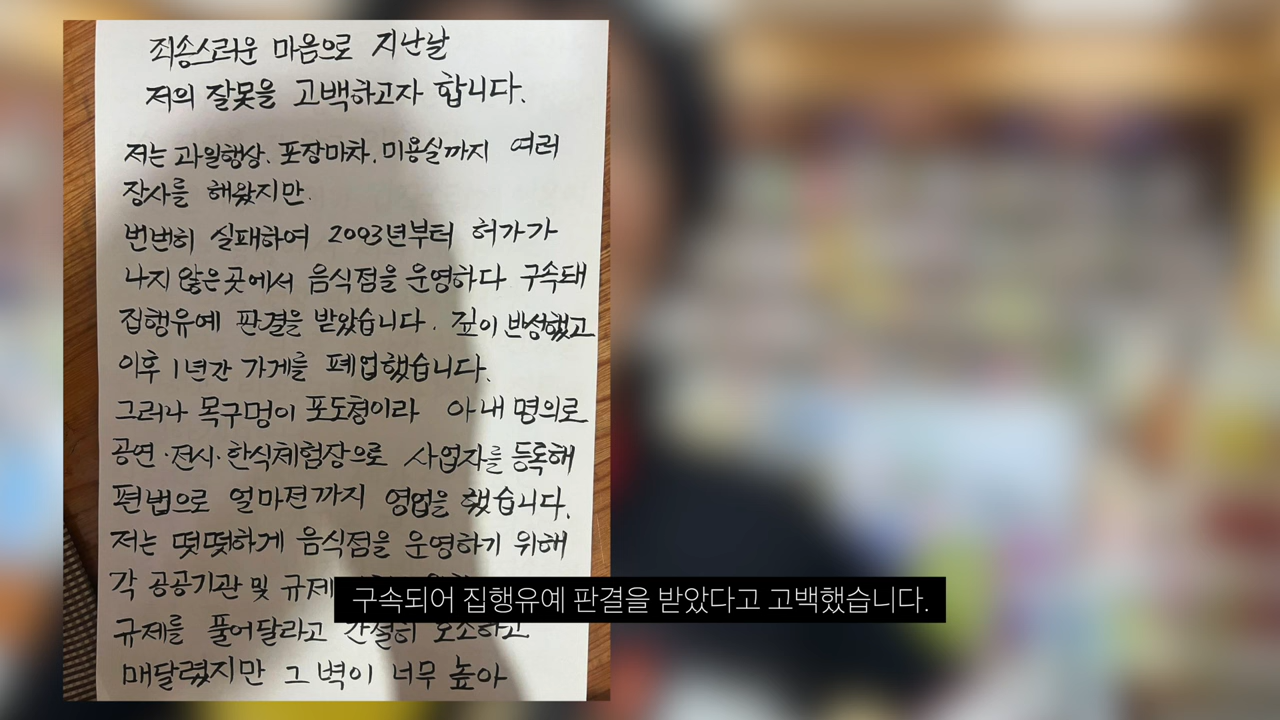 죄송스러운 마음으로 지난날
저의 잘못을 고백하고자 합니다.
저는 과일행상, 포장마차, 미용실까지 여러
장사를 해왔지만.
번번히 실패하여 2003년부터 허가가
나지 않은 곳에서 음식점을 운영하다 구속돼
집행유예 판결을 받았습니다. 깊이 반성했고
이후 1년간 가게를 폐업했습니다.
그러나 목구멍이 포도청이라 아내 명의로
공연·전시·한식체험장으로 사업자를 등록해
편법으로 얼마전까지 영업을 했습니다.
저는 떳떳하게 음식점을 운영하기 위해
각 공공기관 및 규제
구속되어 집행유예 판결을 받았다고 고백했습니다.
규제를 풀어달라고 간절히 호소하고
매달렸지만 그 벽이 너무 높아